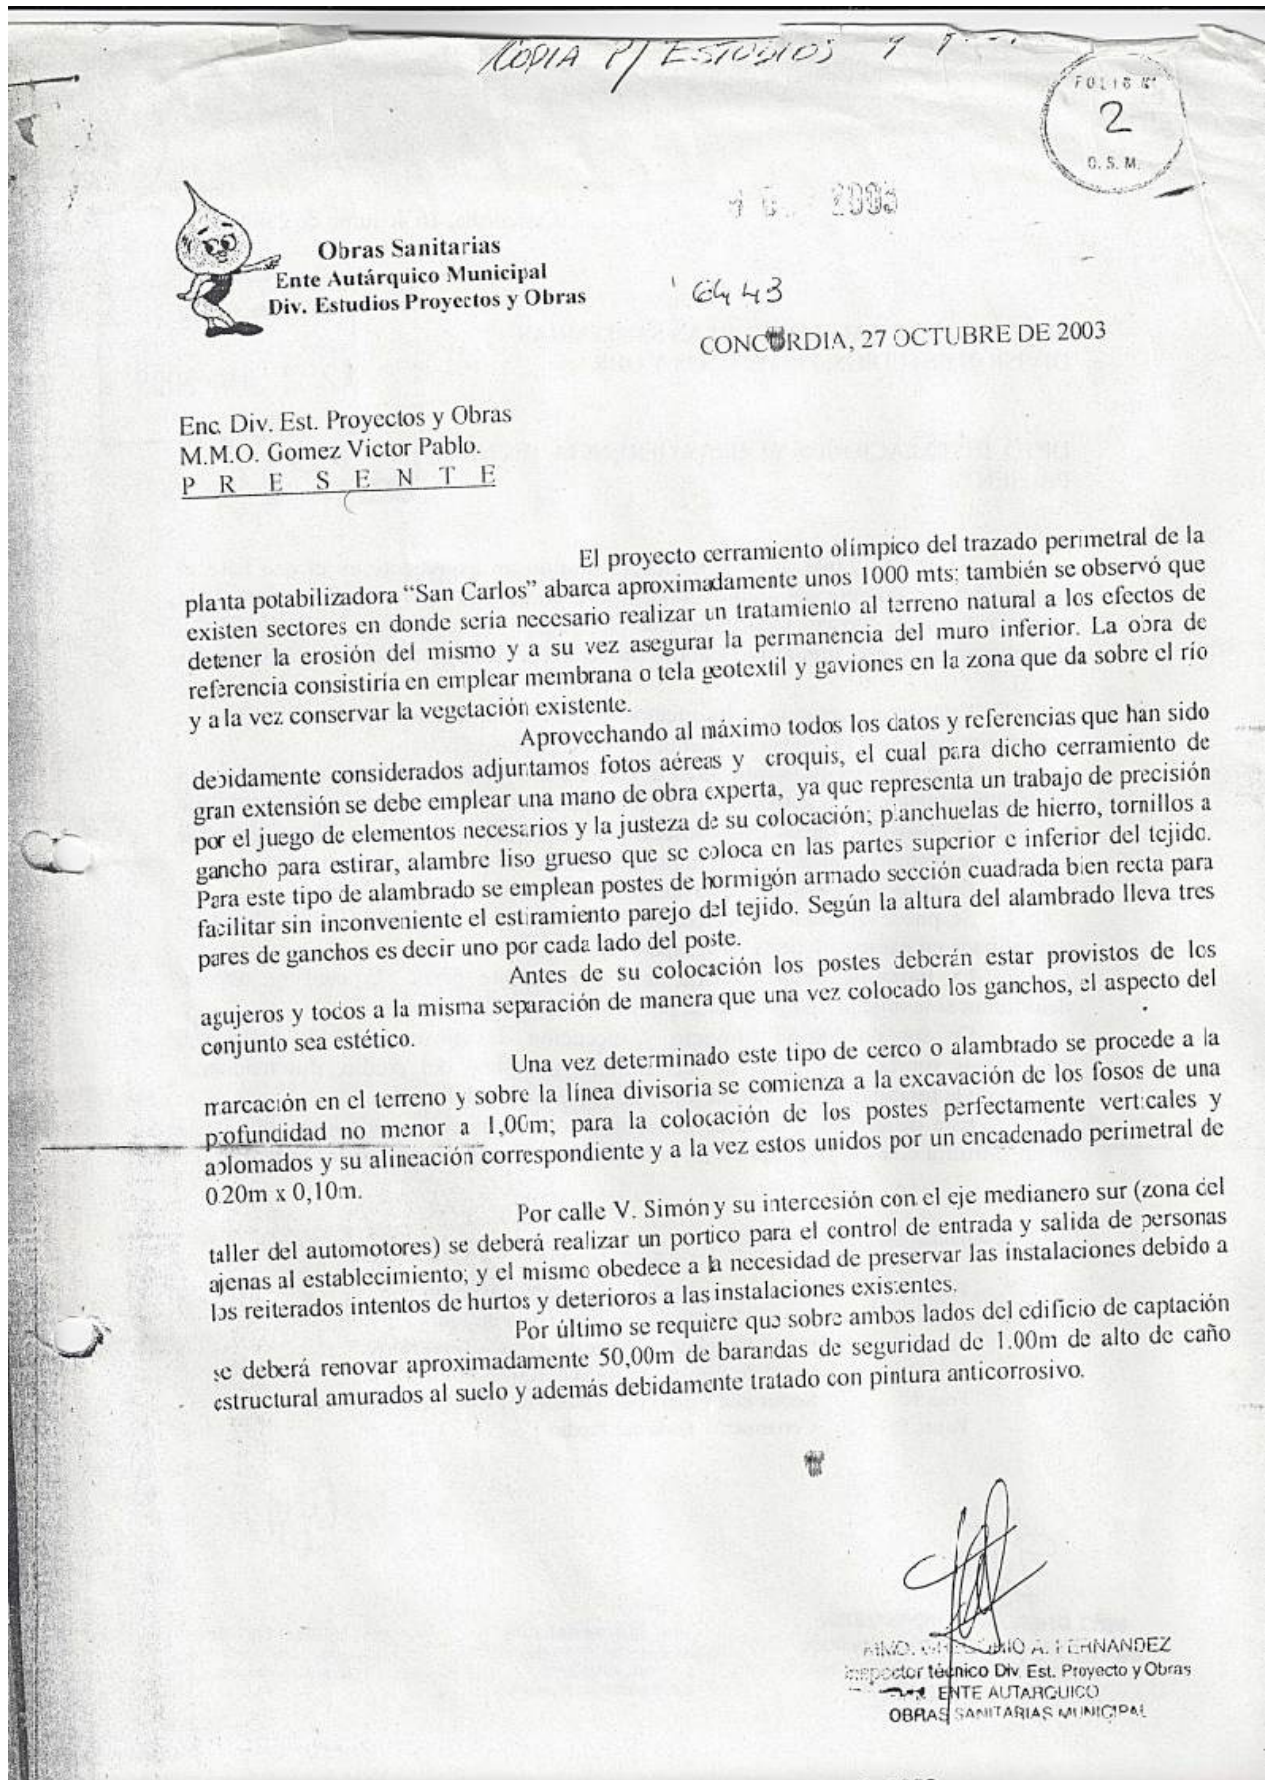 COPIA P/ ESTUDIOS Y
FOLIO Nº
2
O. S. M.
2003
Obras Sanitarias
Ente Autárquico Municipal
Div. Estudios Proyectos y Obras
6443
CONCORDIA, 27 OCTUBRE DE 2003
Enc. Div. Est. Proyectos y Obras
M.M.O. Gomez Victor Pablo.
P R E S E N T E
El proyecto cerramiento olímpico del trazado perimetral de la
planta potabilizadora “San Carlos” abarca aproximadamente unos 1000 mts; también se observó que
existen sectores en donde sería necesario realizar un tratamiento al terreno natural a los efectos de
detener la erosión del mismo y a su vez asegurar la permanencia del muro inferior. La obra de
referencia consistiría en emplear membrana o tela geotextil y gaviones en la zona que da sobre el río
y a la vez conservar la vegetación existente.
Aprovechando al máximo todos los datos y referencias que han sido
debidamente considerados adjuntamos fotos aéreas y croquis, el cual para dicho cerramiento de
gran extensión se debe emplear una mano de obra experta, ya que representa un trabajo de precisión
por el juego de elementos necesarios y la justeza de su colocación; planchuelas de hierro, tornillos a
gancho para estirar, alambre liso grueso que se coloca en las partes superior e inferior del tejido.
Para este tipo de alambrado se emplean postes de hormigón armado sección cuadrada bien recta para
facilitar sin inconveniente el estiramiento parejo del tejido. Según la altura del alambrado lleva tres
pares de ganchos es decir uno por cada lado del poste.
Antes de su colocación los postes deberán estar provistos de los
agujeros y todos a la misma separación de manera que una vez colocado los ganchos, el aspecto del
conjunto sea estético.
Una vez determinado este tipo de cerco o alambrado se procede a la
marcación en el terreno y sobre la línea divisoria se comienza a la excavación de los fosos de una
profundidad no menor a 1,00m; para la colocación de los postes perfectamente verticales y
aplomados y su alineación correspondiente y a la vez estos unidos por un encadenado perimetral de
0.20m x 0,10m.
Por calle V. Simón y su intercesión con el eje medianero sur (zona del
taller del automotores) se deberá realizar un portico para el control de entrada y salida de personas
ajenas al establecimiento; y el mismo obedece a la necesidad de preservar las instalaciones debido a
los reiterados intentos de hurtos y deterioros a las instalaciones existentes.
Por último se requiere que sobre ambos lados del edificio de captación
se deberá renovar aproximadamente 50,00m de barandas de seguridad de 1.00m de alto de caño
estructural amurados al suelo y además debidamente tratado con pintura anticorrosivo.
A. FERNANDEZ
Inspector técnico Div. Est. Proyecto y Obras
ENTE AUTARQUICO
OBRAS SANITARIAS MUNICIPAL